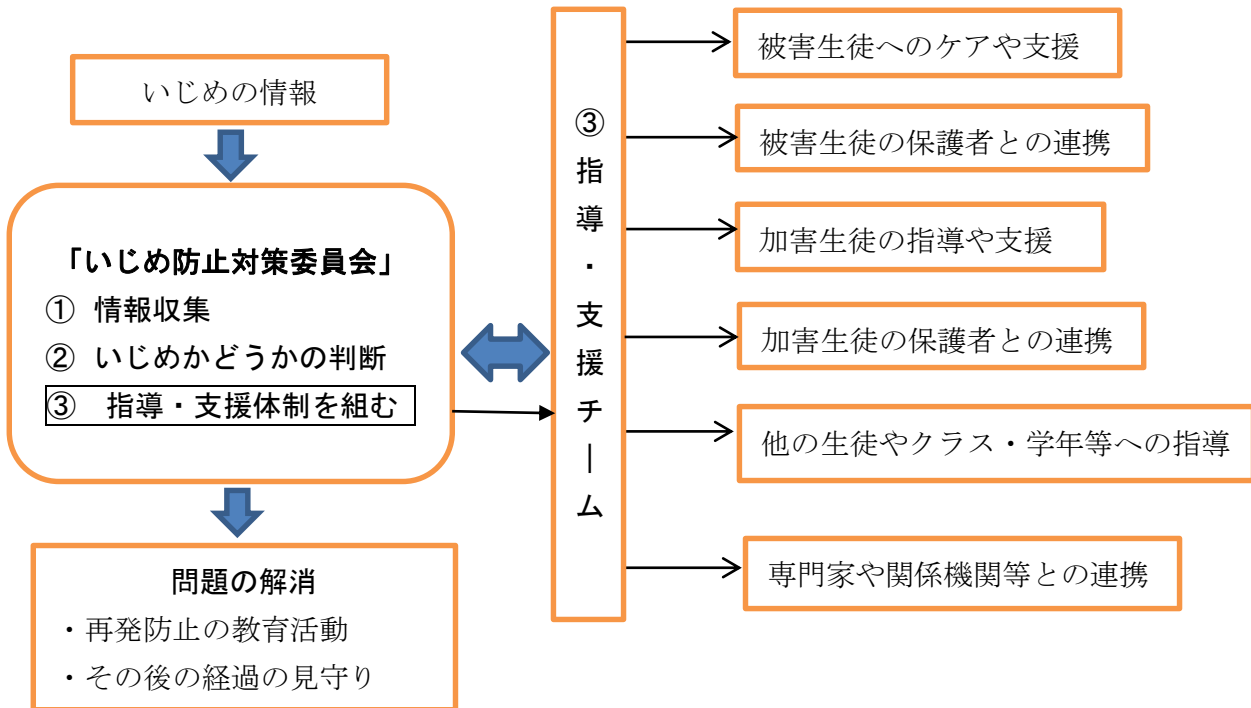 いじめの情報
「いじめ防止対策委員会」
① 情報収集
② いじめかどうかの判断
③ 指導・支援体制を組む
問題の解消
・再発防止の教育活動
・その後の経過の見守り
③指導・支援チーム
被害生徒へのケアや支援
被害生徒の保護者との連携
加害生徒の指導や支援
加害生徒の保護者との連携
他の生徒やクラス・学年等への指導
専門家や関係機関等との連携